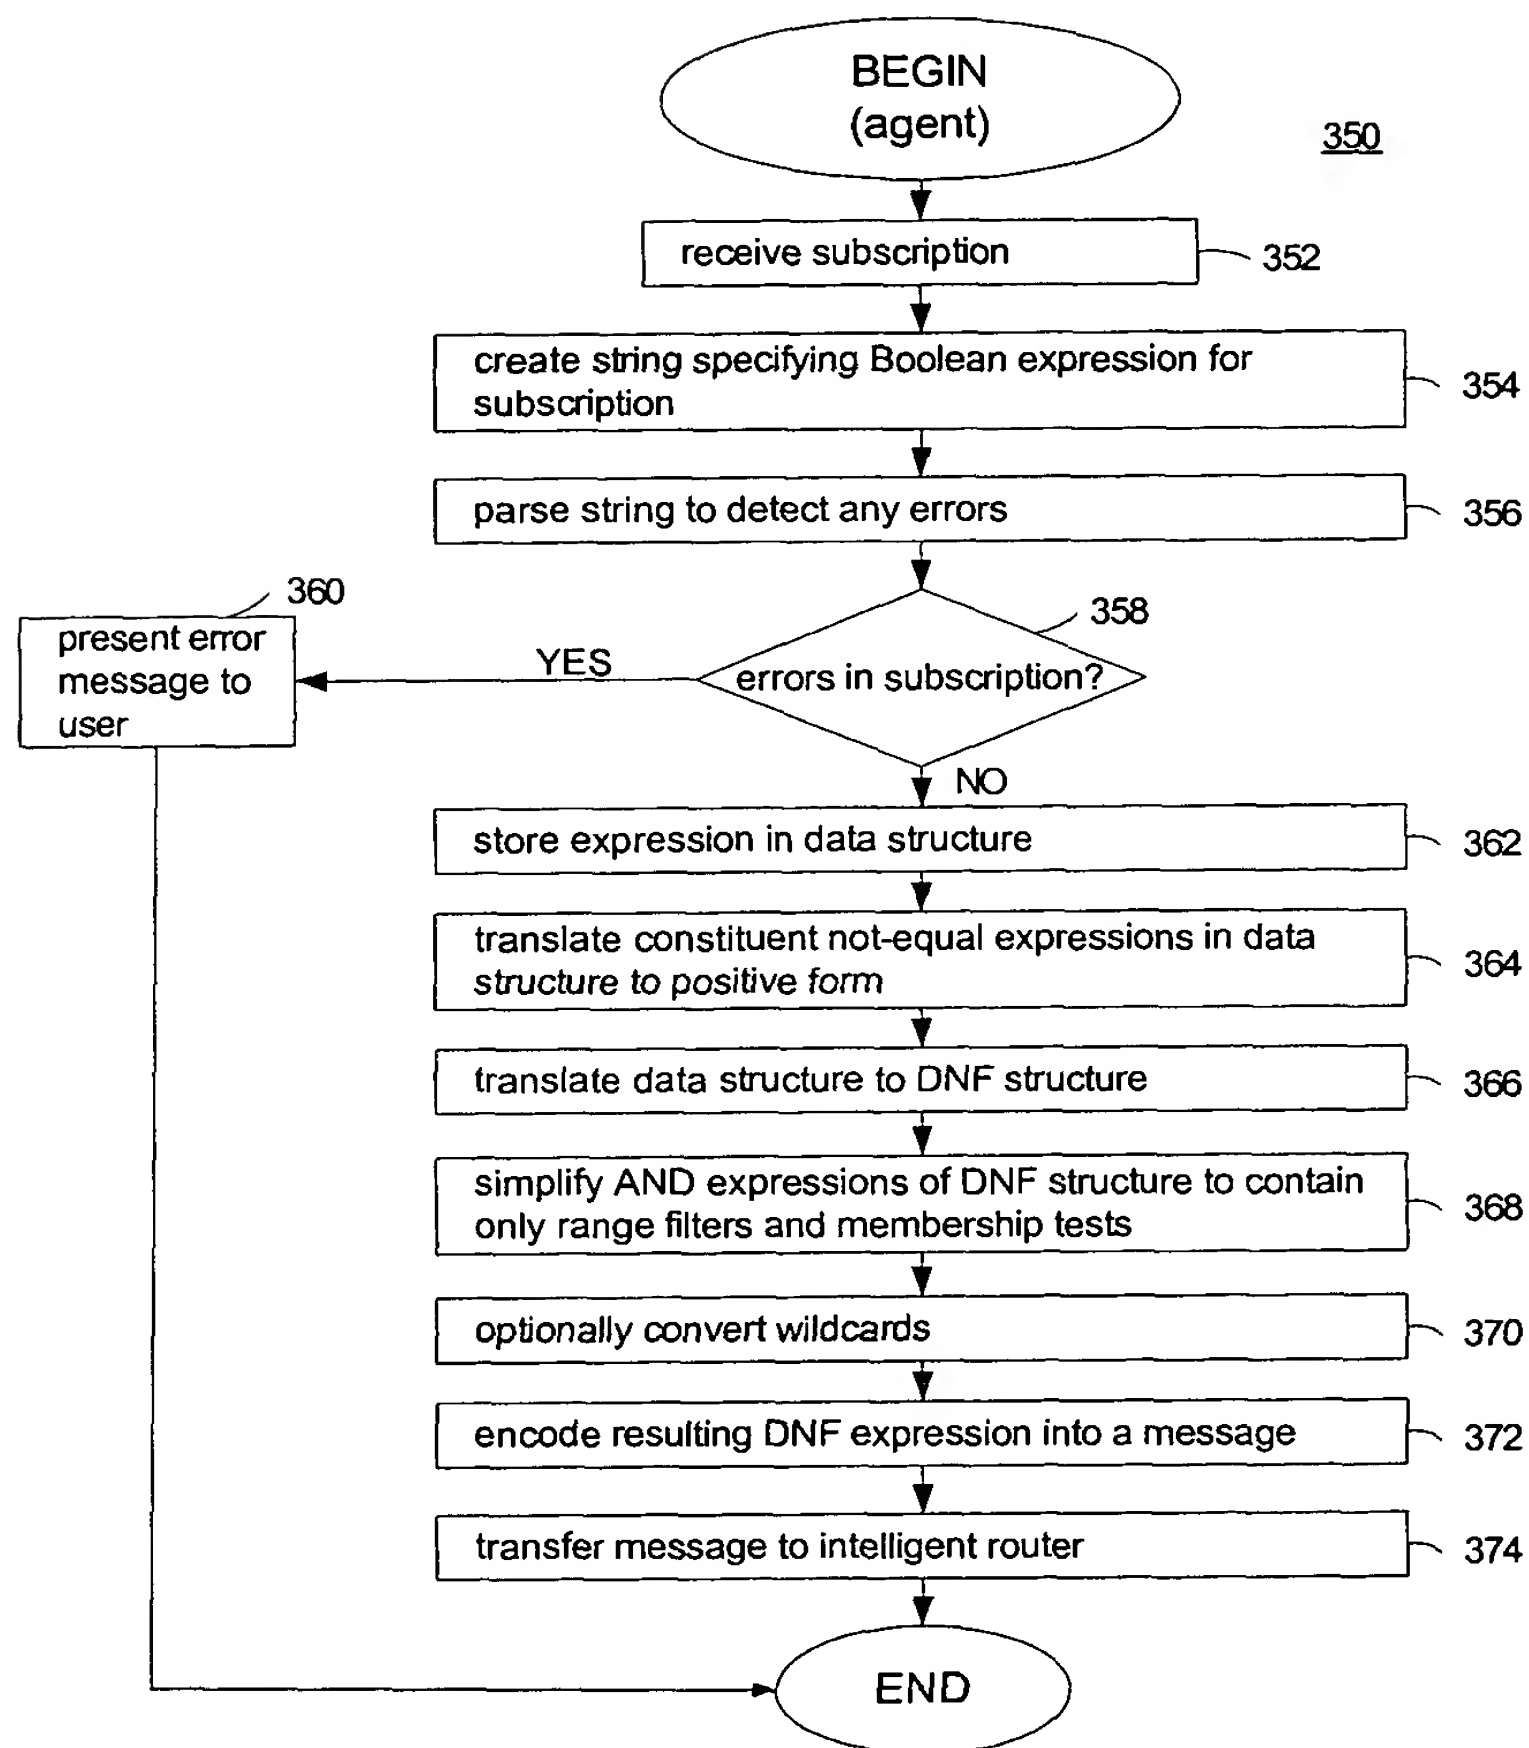 BEGIN
(agent)
350
receive subscription
352
create string specifying Boolean expression for
subscription
354
parse string to detect any errors
356
360
present error
message to
user
YES
358
errors in subscription?
NO
store expression in data structure
362
translate constituent not-equal expressions in data
structure to positive form
364
translate data structure to DNF structure
366
simplify AND expressions of DNF structure to contain
only range filters and membership tests
368
optionally convert wildcards
370
encode resulting DNF expression into a message
372
transfer message to intelligent router
374
END